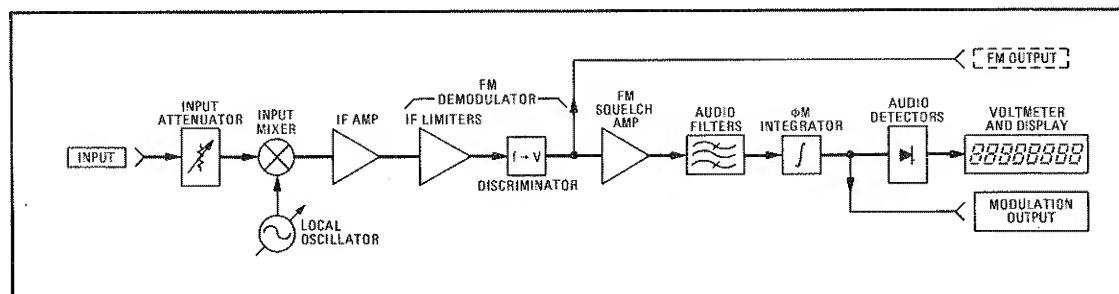 FM OUTPUT
FM
DEMODULATOR
INPUT
ATTENUATOR
INPUT
MIXER
IF AMP
IF LIMITERS
FM
SQUELCH
AMP
AUDIO
FILTERS
ΦM
INTEGRATOR
AUDIO
DETECTORS
VOLTMETER
AND DISPLAY
INPUT
f → V
∫
88888888
DISCRIMINATOR
LOCAL
OSCILLATOR
MODULATION
OUTPUT